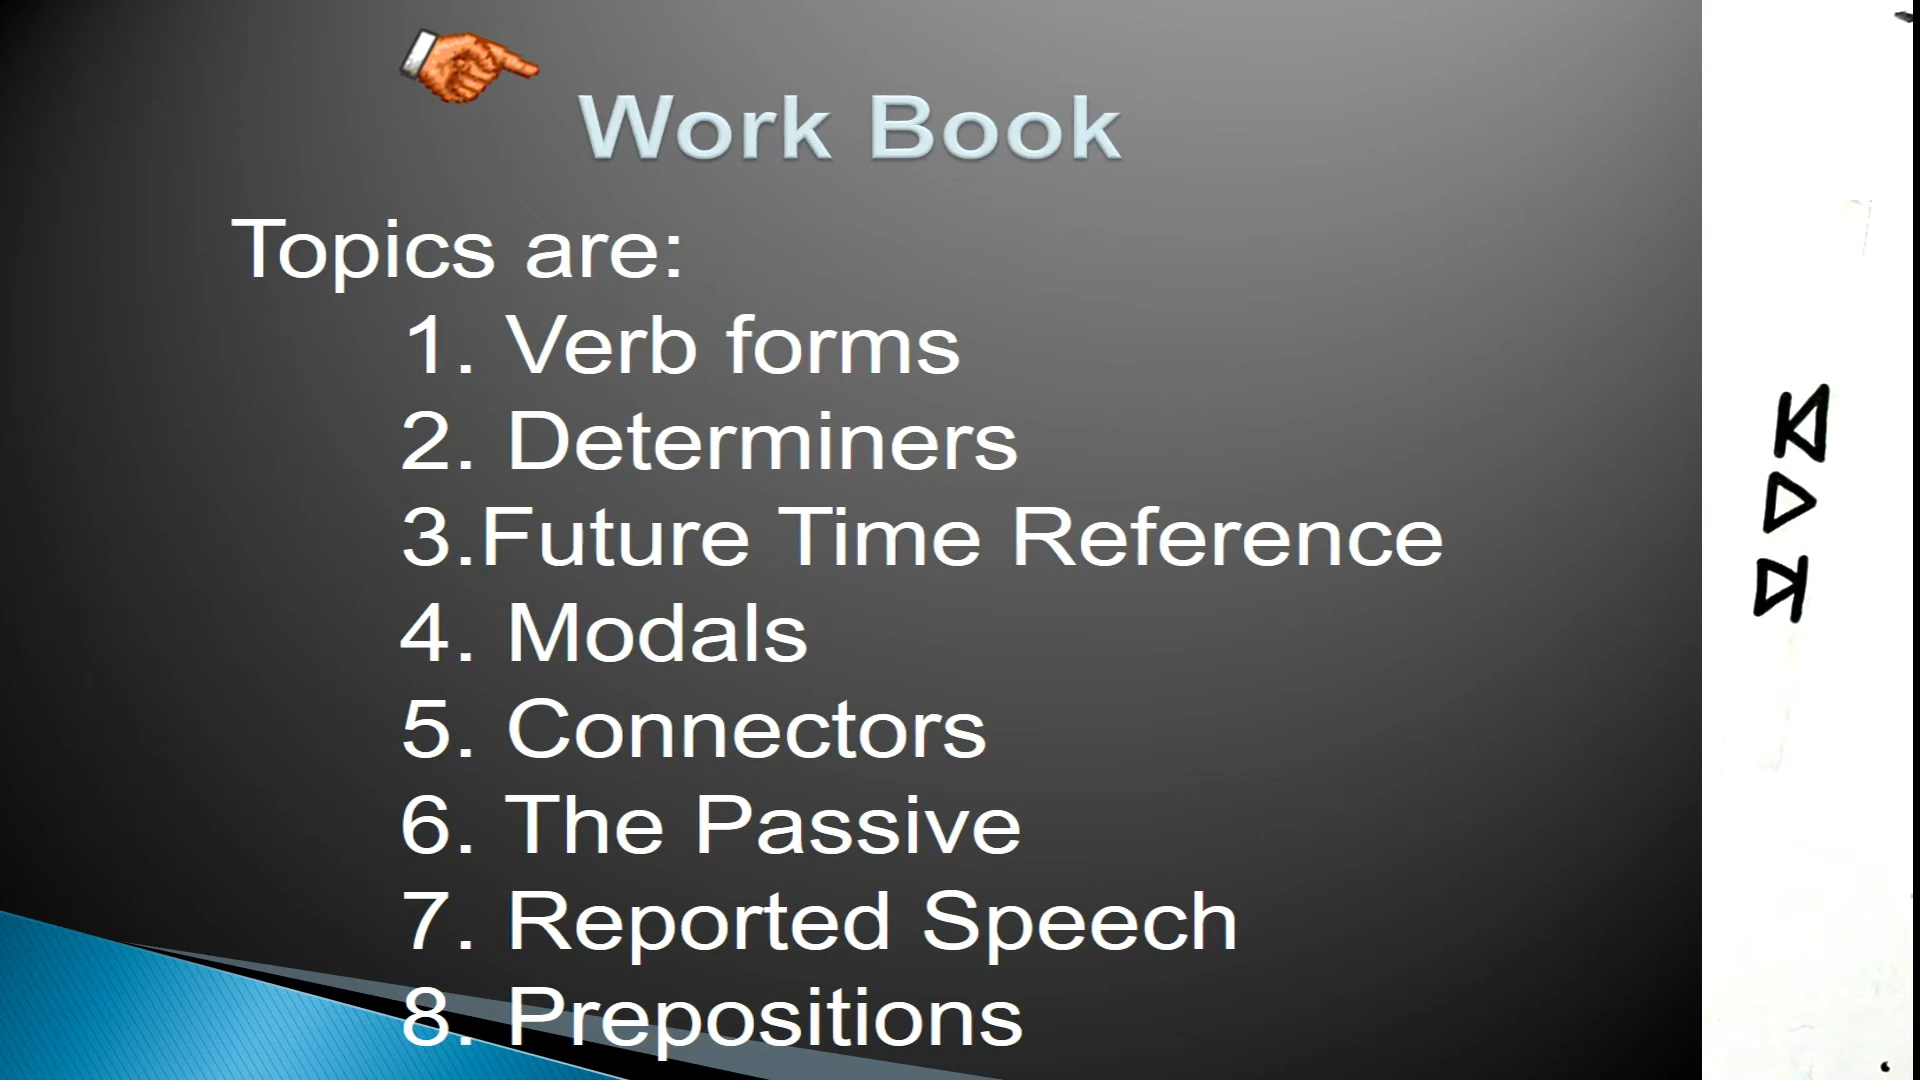 Work Book
Topics are:
1. Verb forms
2. Determiners
3.Future Time Reference
4. Modals
5. Connectors
6. The Passive
7. Reported Speech
8. Prepositions